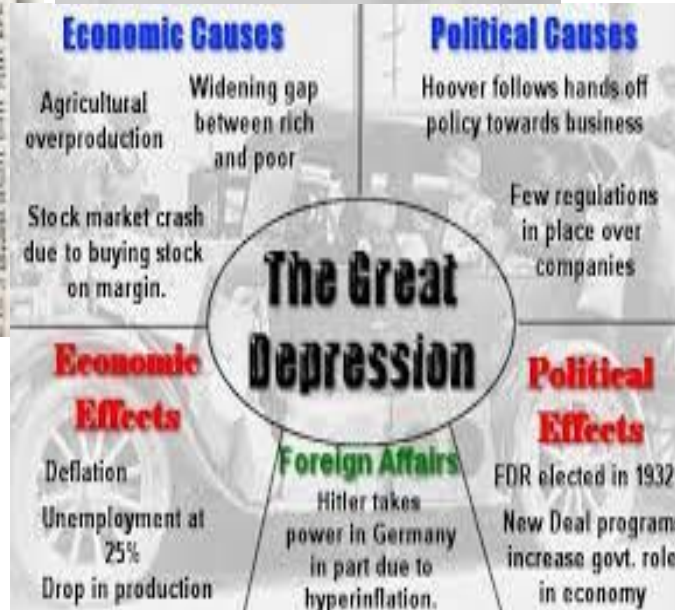 Economic Causes
Agricultural
overproduction
Widening gap
between rich
and poor
Stock market crash
due to buying stock
on margin.
Political Causes
Hoover follows hands off
policy towards business
Few regulations
in place over
companies
The Great
Depression
Economic
Effects
Deflation
Unemployment at
25%
Drop in production
Foreign Affairs
Hitler takes
power in Germany
in part due to
hyperinflation.
Political
Effects
FDR elected in 1932
New Deal program
increase govt. role
in economy